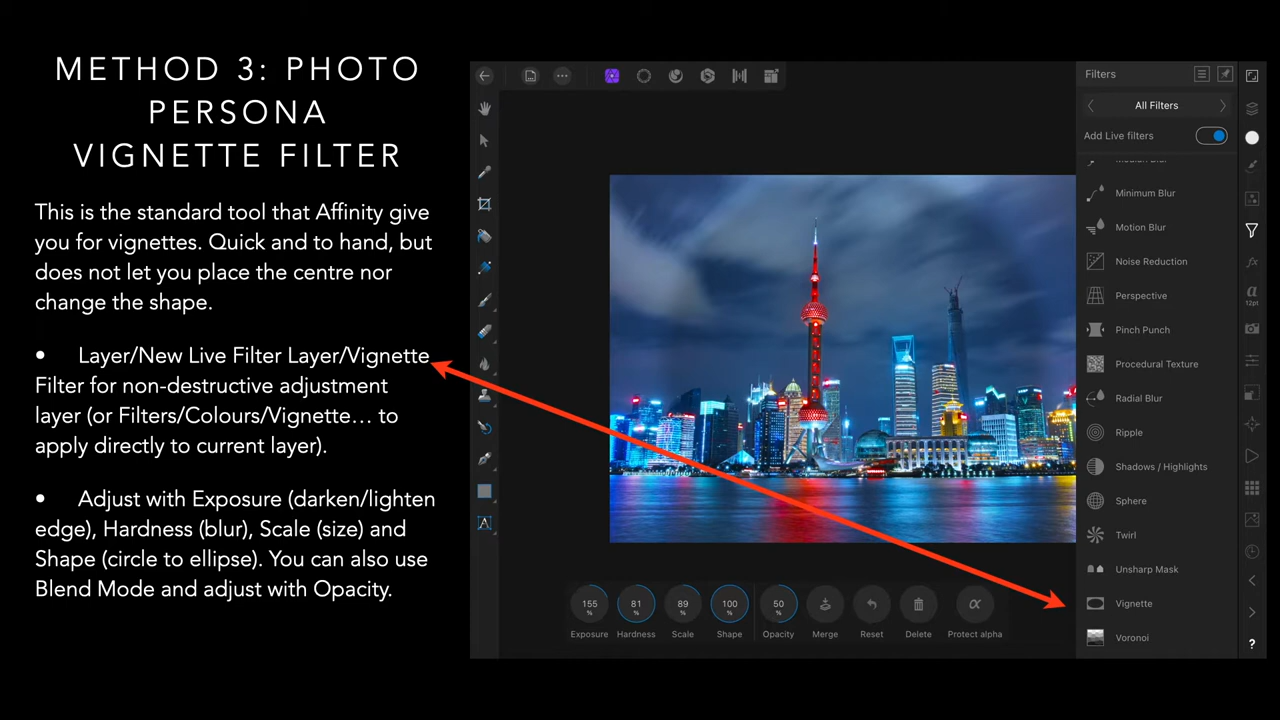 METHOD 3: PHOTO
PERSONA
VIGNETTE FILTER
This is the standard tool that Affinity give
you for vignettes. Quick and to hand, but
does not let you place the centre nor
change the shape.
• Layer/New Live Filter Layer/Vignette
Filter for non-destructive adjustment
layer (or Filters/Colours/Vignette... to
apply directly to current layer).
• Adjust with Exposure (darken/lighten
edge), Hardness (blur), Scale (size) and
Shape (circle to ellipse). You can also use
Blend Mode and adjust with Opacity.
Filters
All Filters
Add Live filters
Median Blur
Minimum Blur
Motion Blur
Noise Reduction
Perspective
Pinch Punch
Procedural Texture
Radial Blur
Ripple
Shadows / Highlights
Sphere
Twirl
Unsharp Mask
Vignette
Voronoi
fx
a
12pt
?
A
155 % 81 % 89 % 100 % 50 % α
Exposure Hardness Scale Shape Opacity Merge Reset Delete Protect alpha